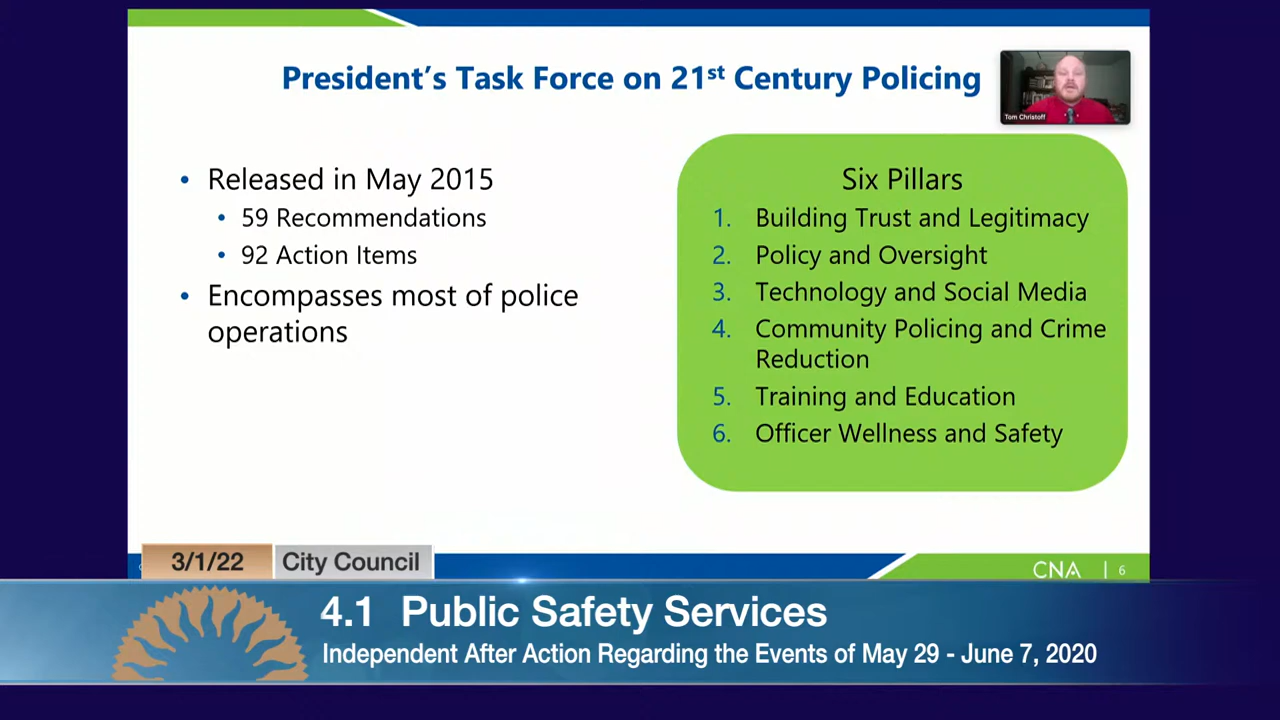 President's Task Force on 21st Century Policing
Tom Christoff
• Released in May 2015
• 59 Recommendations
• 92 Action Items
• Encompasses most of police
operations
Six Pillars
1. Building Trust and Legitimacy
2. Policy and Oversight
3. Technology and Social Media
4. Community Policing and Crime
Reduction
5. Training and Education
6. Officer Wellness and Safety
CNA | 6
3/1/22 City Council
4.1 Public Safety Services
Independent After Action Regarding the Events of May 29 - June 7, 2020